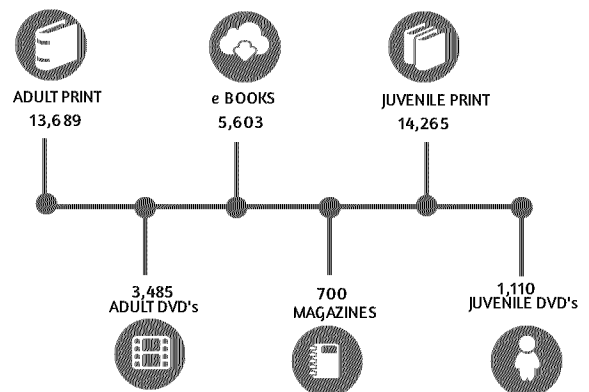 ADULT PRINT
13,689
e BOOKS
5,603
JUVENILE PRINT
14,265
3,485
ADULT DVD's
700
MAGAZINES
1,110
JUVENILE DVD's